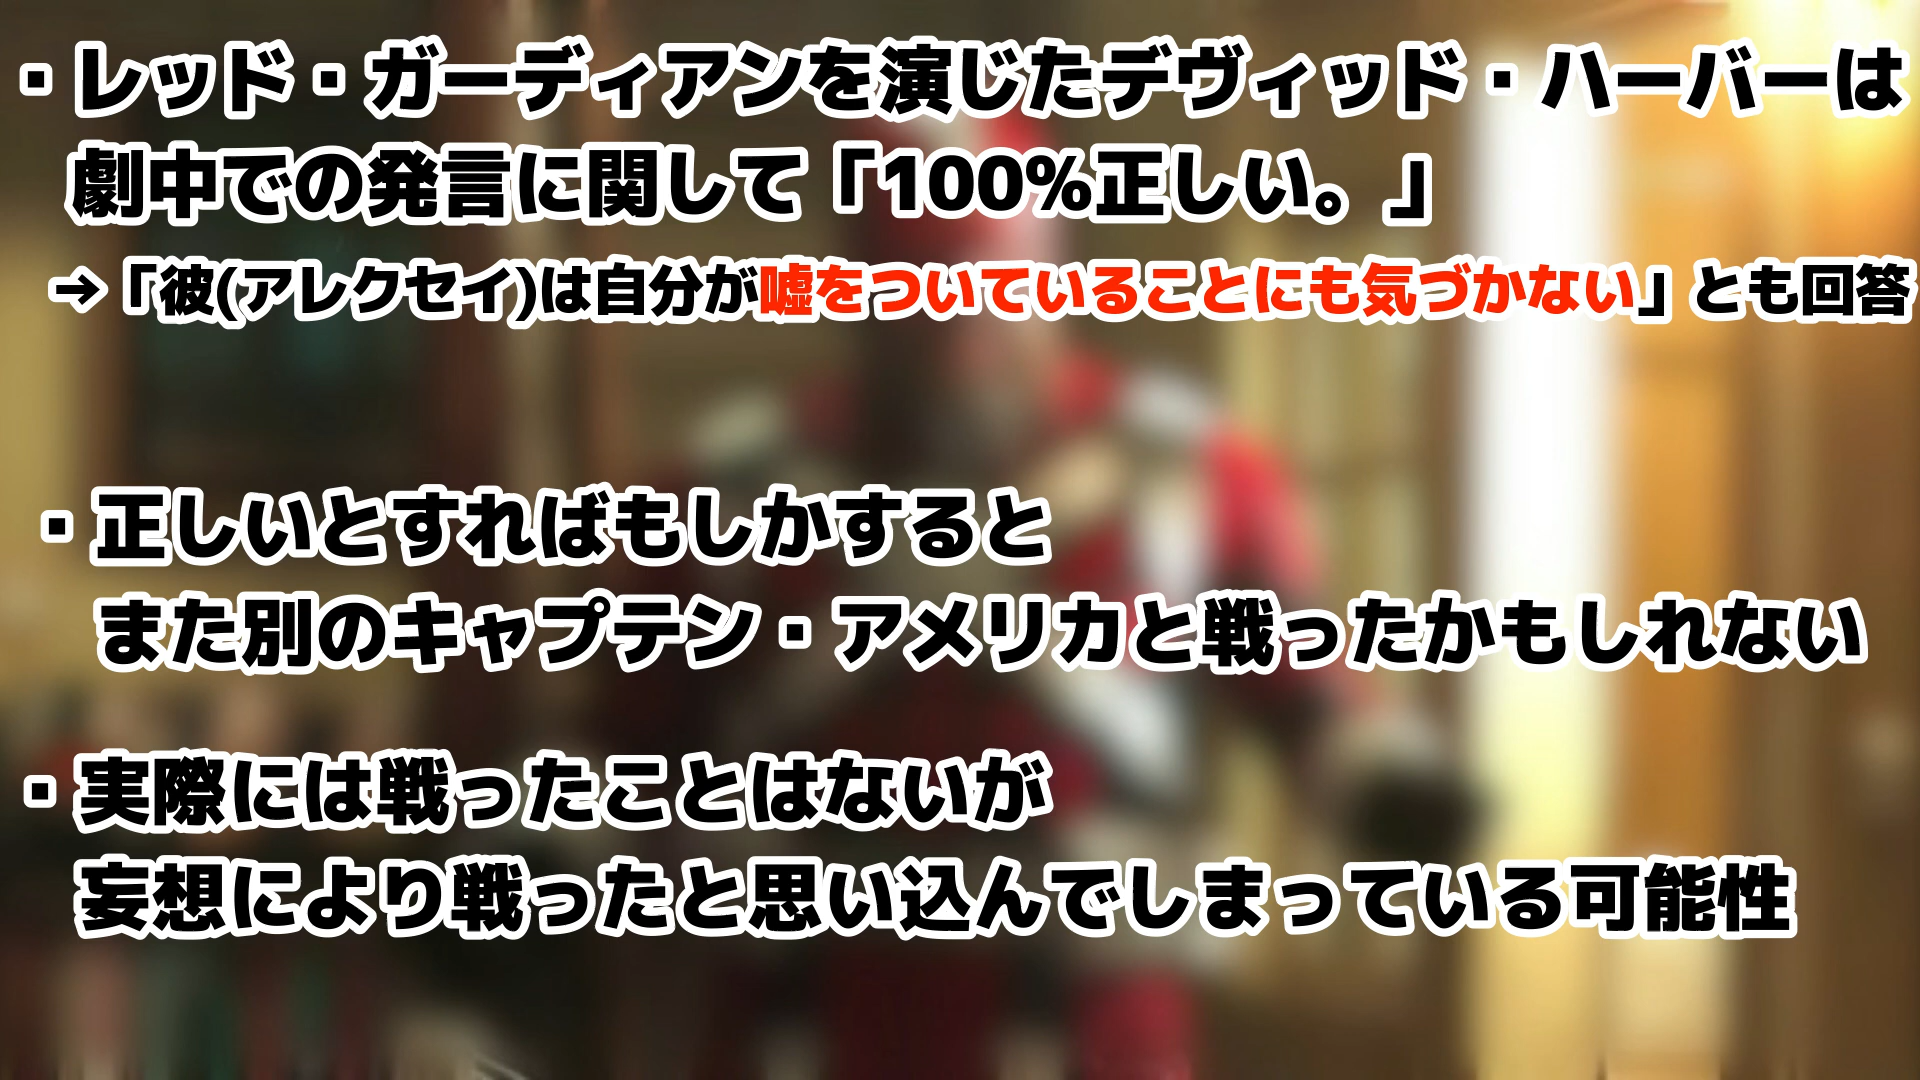 ・レッド・ガーディアンを演じたデヴィッド・ハーバーは
劇中での発言に関して「100%正しい。」
→「彼(アレクセイ)は自分が嘘をついていることにも気づかない」とも回答
・正しいとすればもしかすると
また別のキャプテン・アメリカと戦ったかもしれない
・実際には戦ったことはないが
妄想により戦ったと思い込んでしまっている可能性